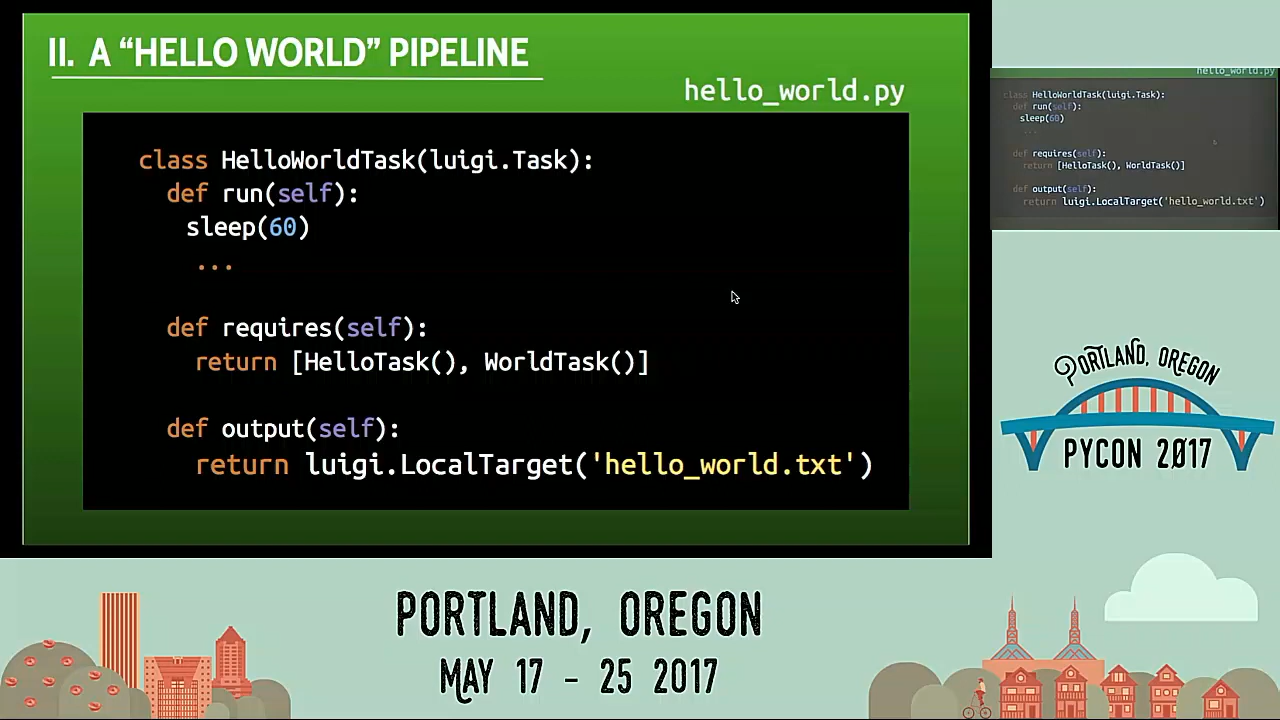 II. A “HELLO WORLD” PIPELINE
hello_world.py
class HelloWorldTask(luigi.Task):
def run(self):
sleep(60)
...
def requires(self):
return [HelloTask(), WorldTask()]
def output(self):
return luigi.LocalTarget('hello_world.txt')
hello_world.py
class HelloWorldTask(luigi.Task):
def run(self):
sleep(60)
...
def requires(self):
return [HelloTask(), WorldTask()]
def output(self):
return luigi.LocalTarget('hello_world.txt')
PORTLAND, OREGON
PYCON 2017
PORTLAND, OREGON
MAY 17 - 25 2017